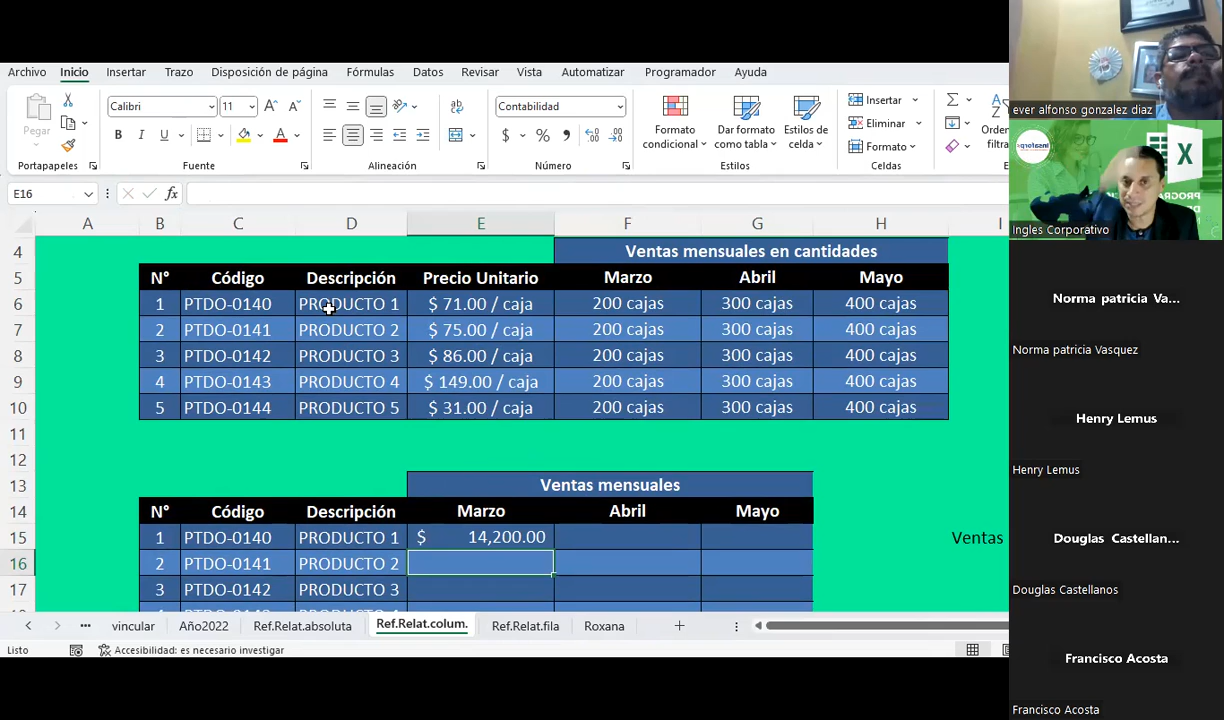 Archivo Inicio Insertar Trazo Disposición de página Fórmulas Datos Revisar Vista Automatizar Programador Ayuda
Pegar
Calibri 11
N K S
Contabilidad
$ % 000
Formato condicional
Dar formato como tabla
Estilos de celda
Insertar
Eliminar
Formato
Portapapeles Fuente Alineación Número Estilos Celdas
E16 fx
A B C D E F G H I
4 Ventas mensuales en cantidades
5 N° Código Descripción Precio Unitario Marzo Abril Mayo
6 1 PTDO-0140 PRODUCTO 1 $ 71.00 / caja 200 cajas 300 cajas 400 cajas
7 2 PTDO-0141 PRODUCTO 2 $ 75.00 / caja 200 cajas 300 cajas 400 cajas
8 3 PTDO-0142 PRODUCTO 3 $ 86.00 / caja 200 cajas 300 cajas 400 cajas
9 4 PTDO-0143 PRODUCTO 4 $ 149.00 / caja 200 cajas 300 cajas 400 cajas
10 5 PTDO-0144 PRODUCTO 5 $ 31.00 / caja 200 cajas 300 cajas 400 cajas
11
12
13 Ventas mensuales
14 N° Código Descripción Marzo Abril Mayo
15 1 PTDO-0140 PRODUCTO 1 $ 14,200.00 Ventas
16 2 PTDO-0141 PRODUCTO 2
17 3 PTDO-0142 PRODUCTO 3
vincular Año2022 Ref.Relat.absoluta Ref.Relat.colum. Ref.Relat.fila Roxana
Listo Accesibilidad: es necesario investigar
ever alfonso gonzalez diaz
Ingles Corporativo
Norma patricia Va...
Norma patricia Vasquez
Henry Lemus
Henry Lemus
Douglas Castellan...
Douglas Castellanos
Francisco Acosta
Francisco Acosta